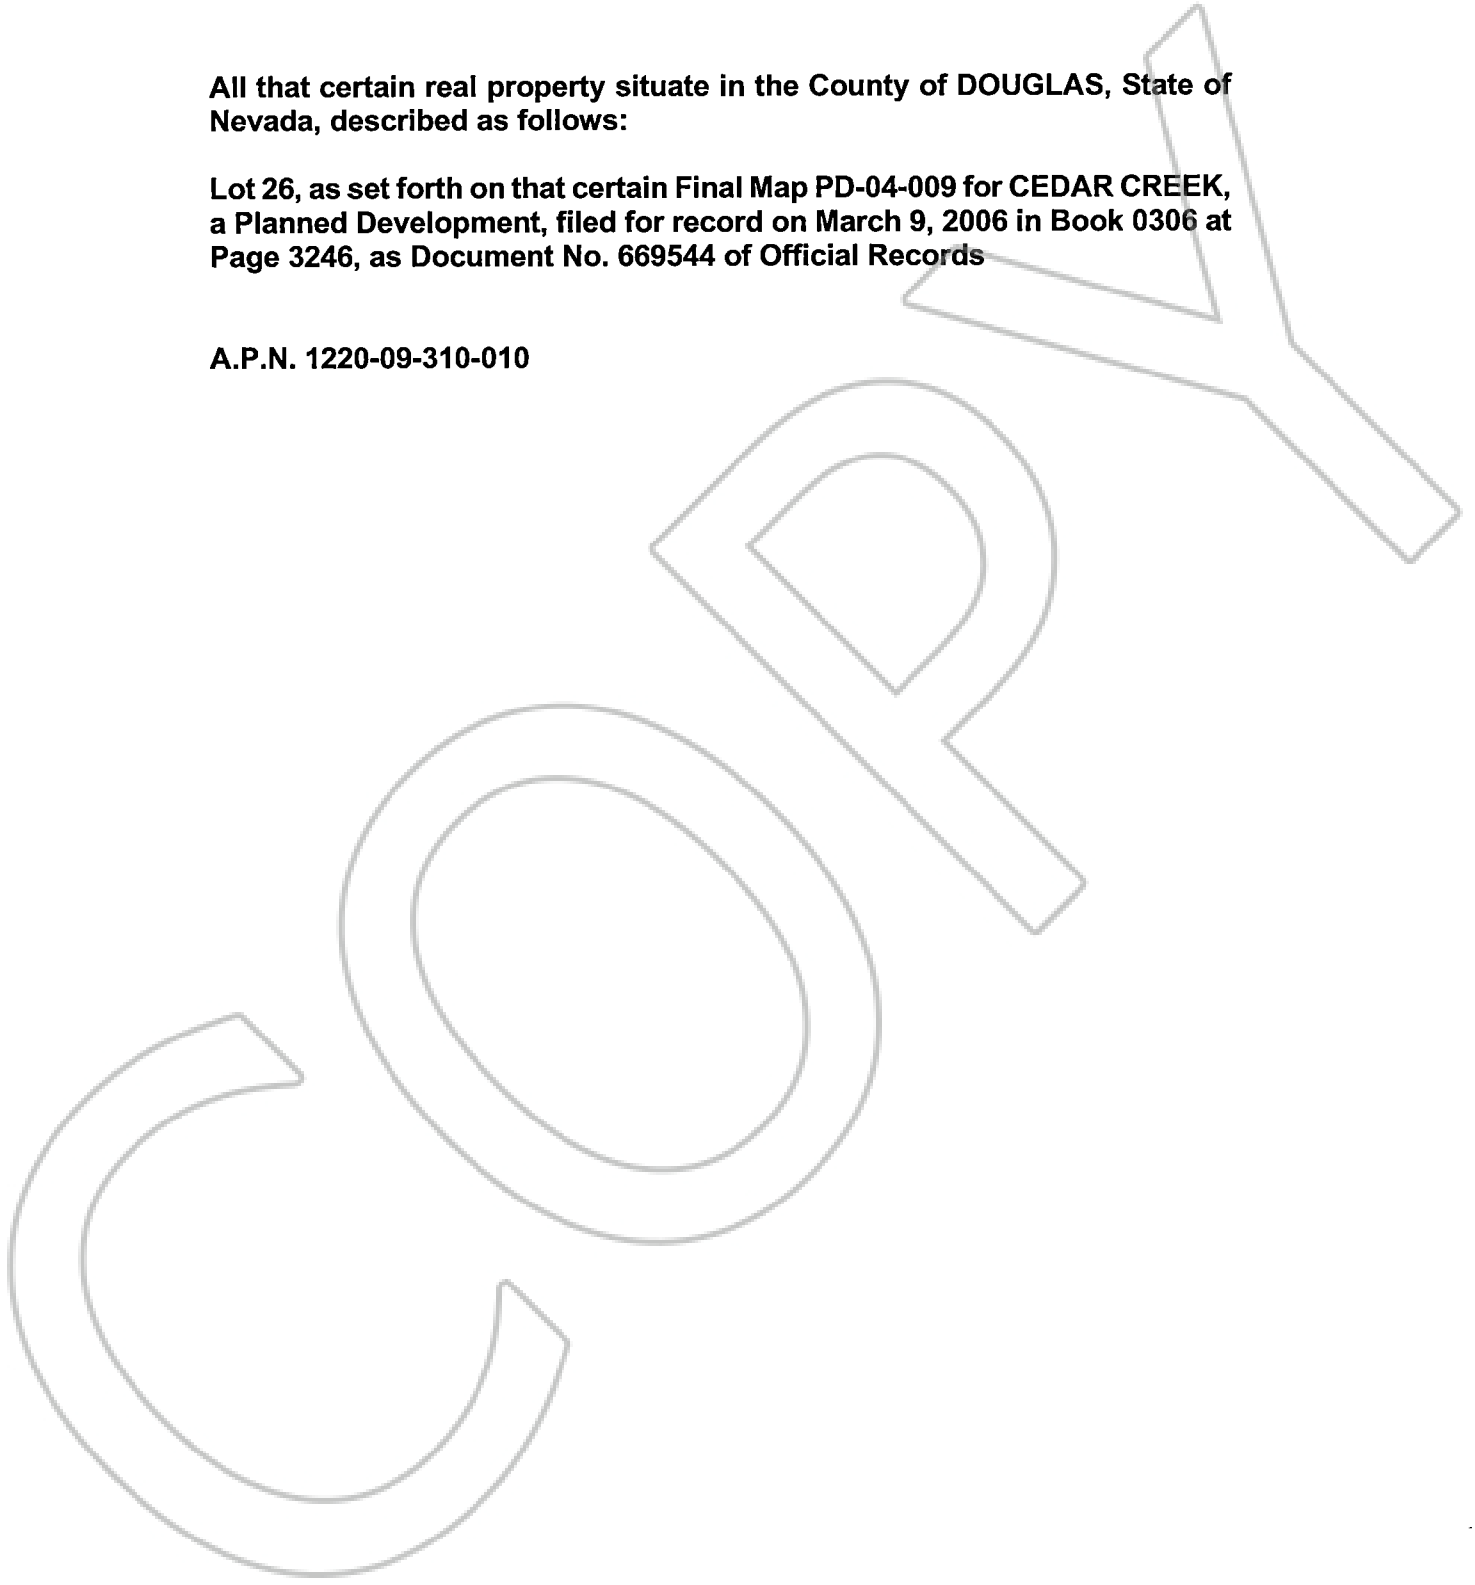 All that certain real property situate in the County of DOUGLAS, State of
Nevada, described as follows:
Lot 26, as set forth on that certain Final Map PD-04-009 for CEDAR CREEK,
a Planned Development, filed for record on March 9, 2006 in Book 0306 at
Page 3246, as Document No. 669544 of Official Records
A.P.N. 1220-09-310-010
COPY